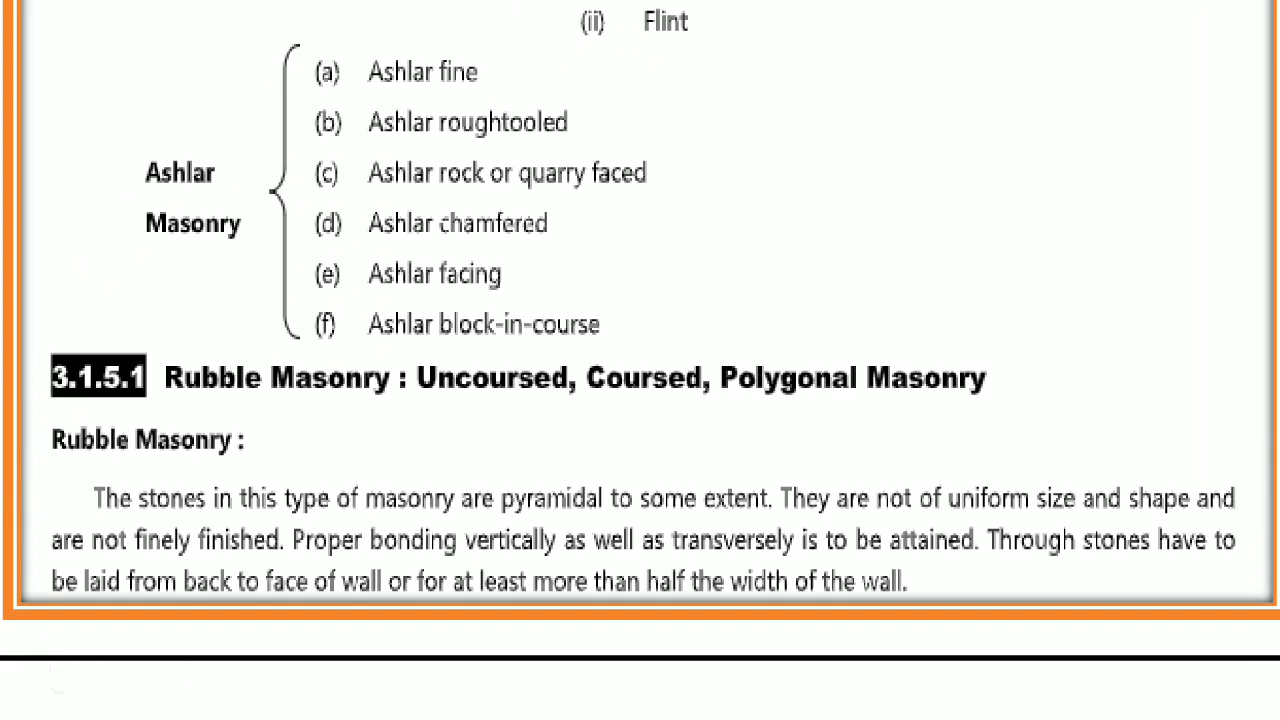 (ii) Flint
(a) Ashlar fine
(b) Ashlar roughtooled
Ashlar (c) Ashlar rock or quarry faced
Masonry (d) Ashlar chamfered
(e) Ashlar facing
(f) Ashlar block-in-course
3.1.5.1 Rubble Masonry : Uncoursed, Coursed, Polygonal Masonry
Rubble Masonry :
The stones in this type of masonry are pyramidal to some extent. They are not of uniform size and shape and
are not finely finished. Proper bonding vertically as well as transversely is to be attained. Through stones have to
be laid from back to face of wall or for at least more than half the width of the wall.